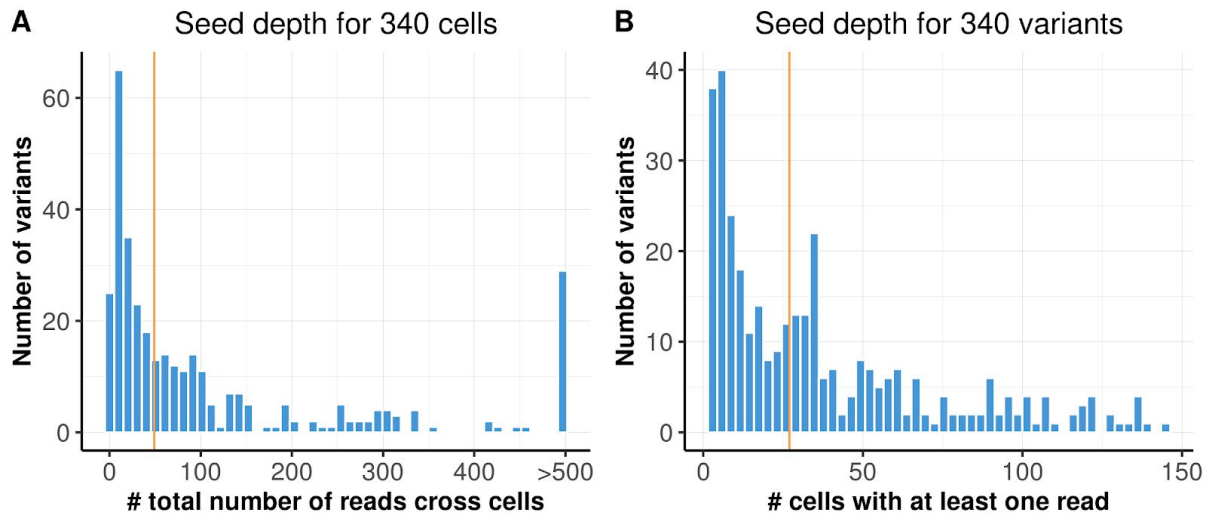 A
Seed depth for 340 cells
Number of variants
60
40
20
0
0 100 200 300 400 >500
# total number of reads cross cells
B
Seed depth for 340 variants
Number of variants
40
30
20
10
0
0 50 100 150
# cells with at least one read